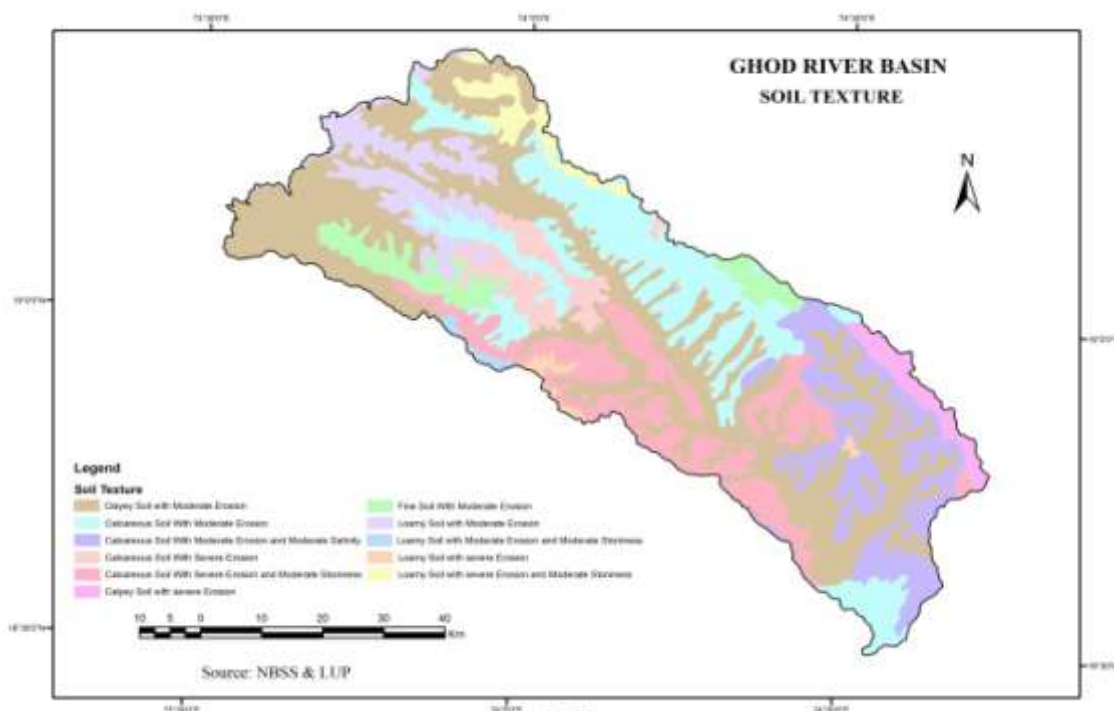 GHOD RIVER BASIN
SOIL TEXTURE
N
Legend
Soil Texture
Clayey Soil with Moderate Erosion
Calcareous Soil With Moderate Erosion
Calcareous Soil With Moderate Erosion and Moderate Salinity
Calcareous Soil With Severe Erosion
Calcareous Soil With Severe Erosion and Moderate Stoniness
Calyey Soil with severe Erosion
Fine Soil With Moderate Erosion
Loamy Soil with Moderate Erosion
Loamy Soil with Moderate Erosion and Moderate Stoniness
Loamy Soil with severe Erosion
Loamy Soil with severe Erosion and Moderate Stoniness
10 5 0 10 20 30 40
Km
Source: NBSS & LUP